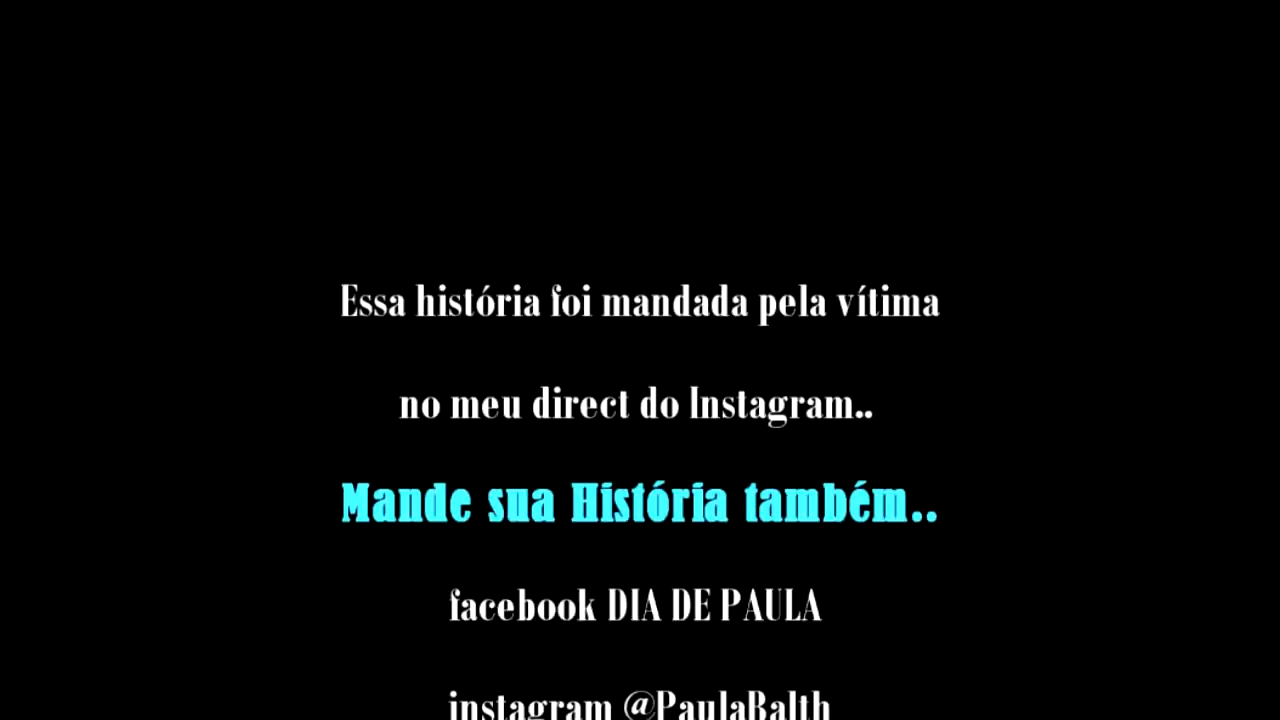 Essa história foi mandada pela vítima
no meu direct do Instagram..
Mande sua História também..
facebook DIA DE PAULA
instagram @PaulaBalth